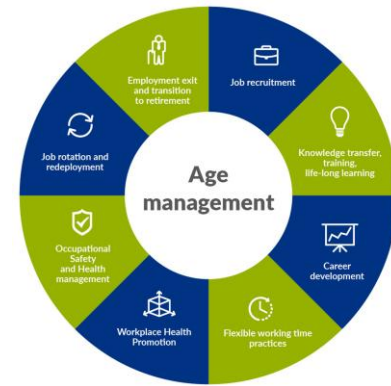 Age
management
Job recruitment
Knowledge transfer,
training,
life-long learning
Career
development
Flexible working time
practices
Workplace Health
Promotion
Occupational
Safety
and Health
management
Job rotation and
redeployment
Employment exit
and transition
to retirement